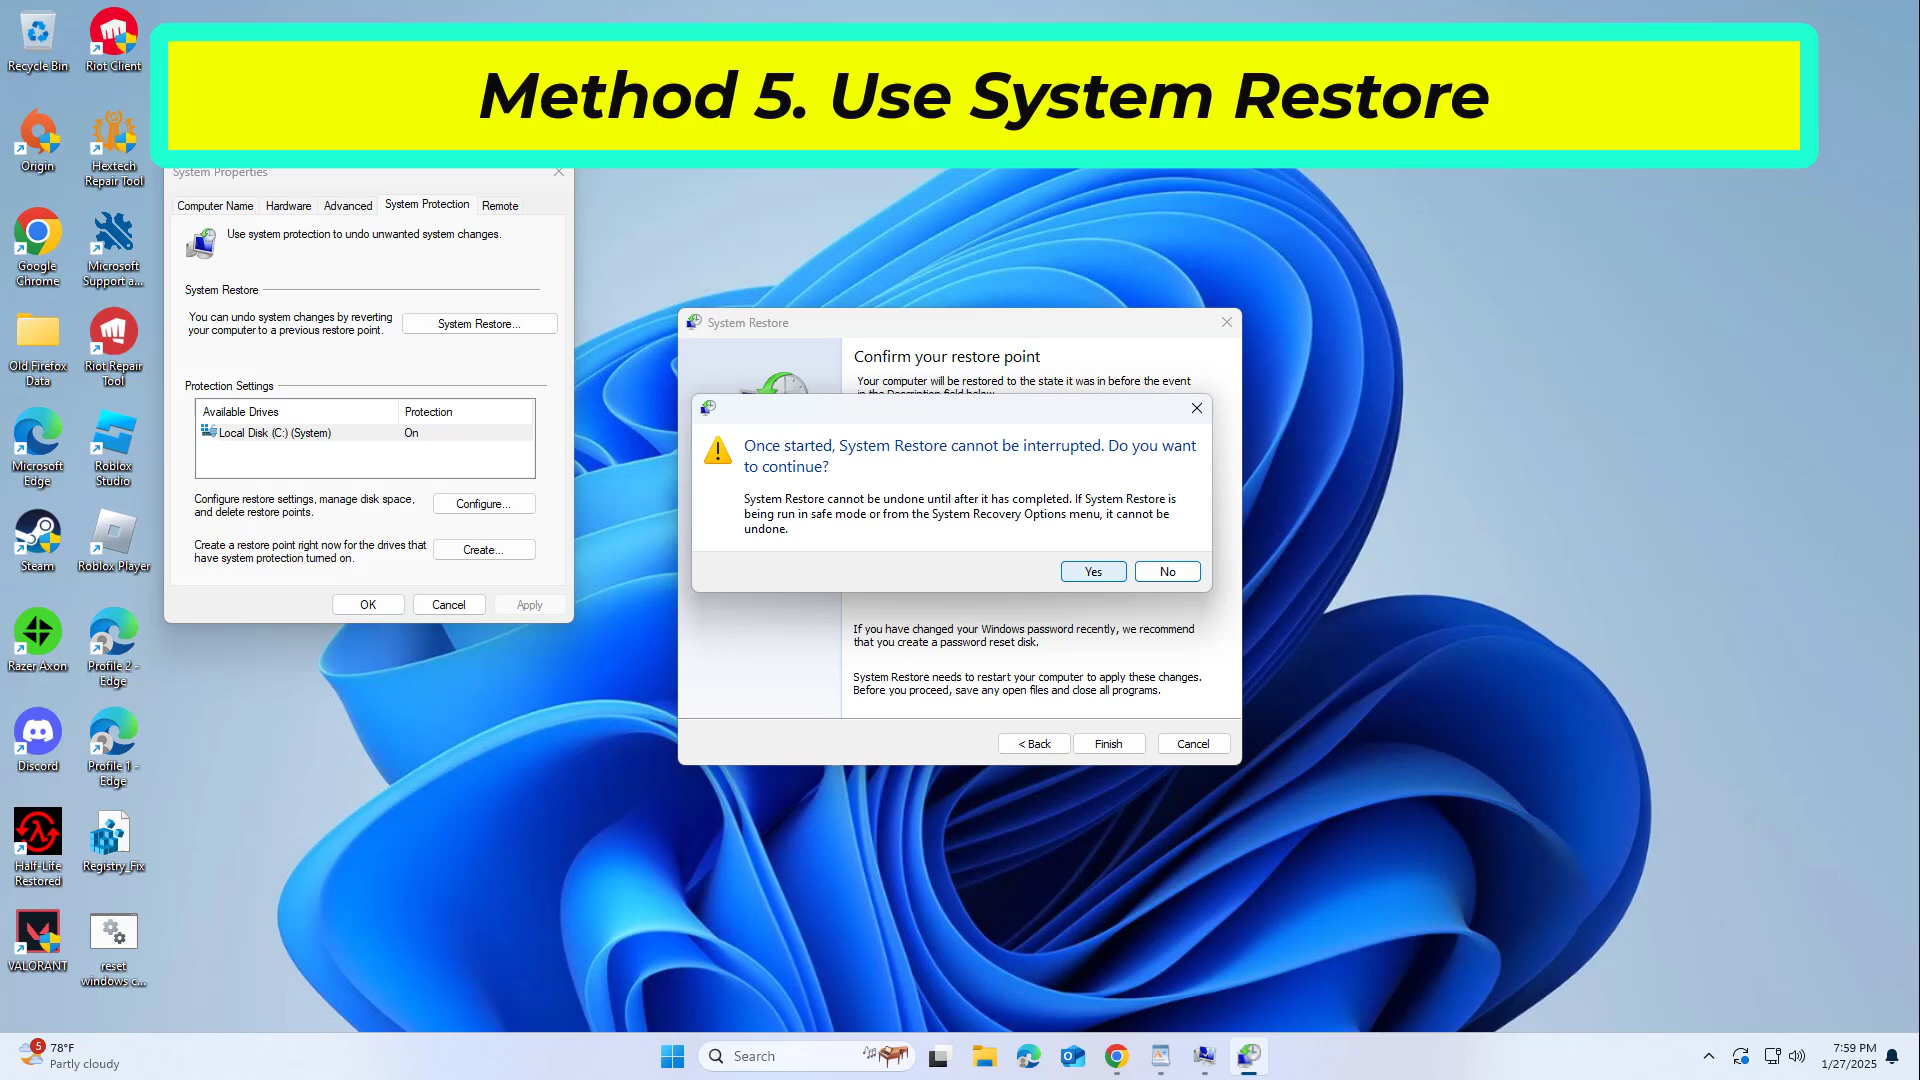 Method 5. Use System Restore
Recycle Bin
Riot Client
Origin
Hextech
Repair Tool
Google
Chrome
Microsoft
Support a...
Old Firefox
Data
Riot Repair
Tool
Microsoft
Edge
Roblox
Studio
Steam
Roblox Player
Razer Axon
Profile 2 -
Edge
Discord
Profile 1 -
Edge
Half-Life
Restored
Registry_Fix
VALORANT
reset
windows c...
System Properties
Computer Name
Hardware
Advanced
System Protection
Remote
Use system protection to undo unwanted system changes.
System Restore
You can undo system changes by reverting
your computer to a previous restore point.
System Restore...
Protection Settings
Available Drives
Protection
Local Disk (C:) (System)
On
Configure restore settings, manage disk space,
and delete restore points.
Configure...
Create a restore point right now for the drives that
have system protection turned on.
Create...
OK
Cancel
Apply
System Restore
Confirm your restore point
Your computer will be restored to the state it was in before the event
in the Description field below.
Once started, System Restore cannot be interrupted. Do you want
to continue?
System Restore cannot be undone until after it has completed. If System Restore is
being run in safe mode or from the System Recovery Options menu, it cannot be
undone.
Yes
No
If you have changed your Windows password recently, we recommend
that you create a password reset disk.
System Restore needs to restart your computer to apply these changes.
Before you proceed, save any open files and close all programs.
< Back
Finish
Cancel
5
78°F
Partly cloudy
Search
7:59 PM
1/27/2025